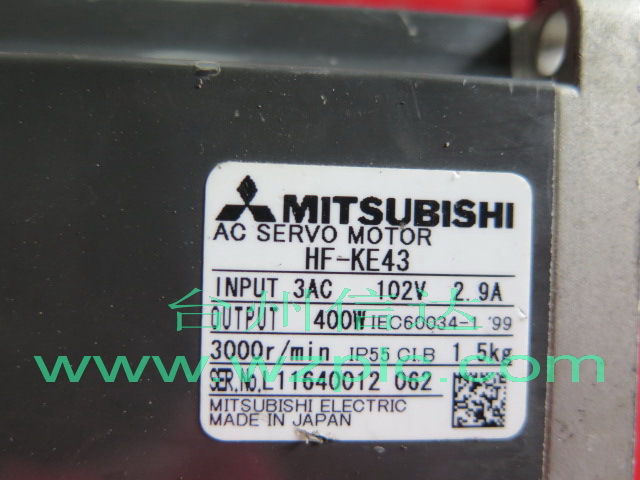 MITSUBISHI
AC SERVO MOTOR
HF-KE43
INPUT 3AC 102V 2.9A
OUTPUT 400W IEC60034-1 '99
台州信达
3000r/min IP55 Cl.B 1.5kg
www.wzplc.com
SER.No.L11640012 062
MITSUBISHI ELECTRIC
MADE IN JAPAN